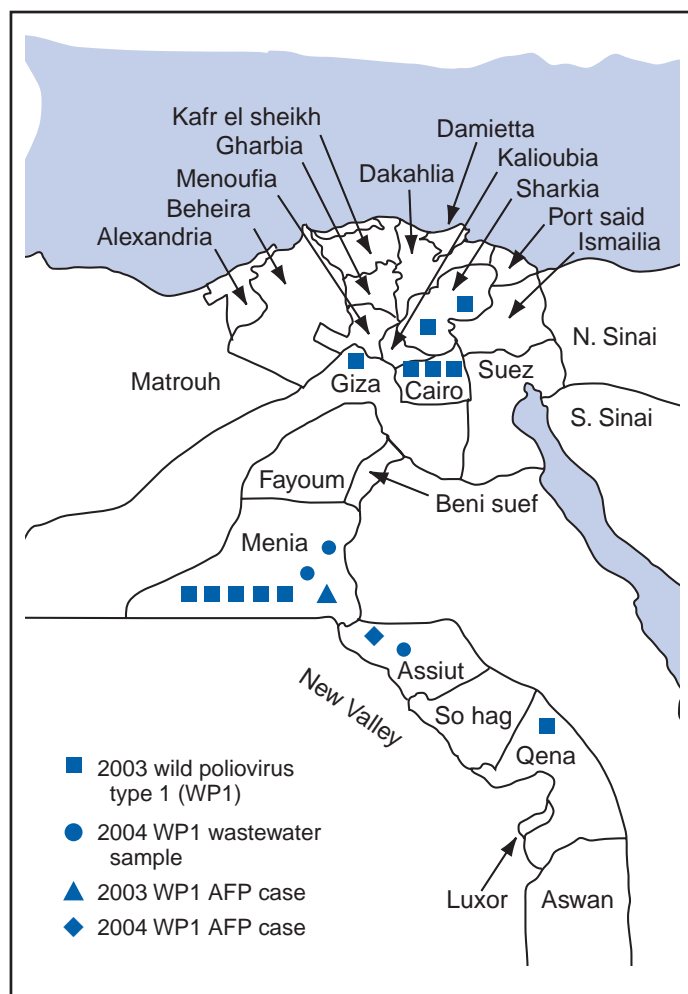 Kafr el sheikh
Gharbia
Menoufia
Beheira
Alexandria
Dakahlia
Damietta
Kalioubia
Sharkia
Port said
Ismailia
N. Sinai
Matrouh
Giza
Cairo
Suez
S. Sinai
Fayoum
Beni suef
Menia
Assiut
New Valley
So hag
Qena
Luxor
Aswan
2003 wild poliovirus
type 1 (WP1)
2004 WP1 wastewater
sample
2003 WP1 AFP case
2004 WP1 AFP case